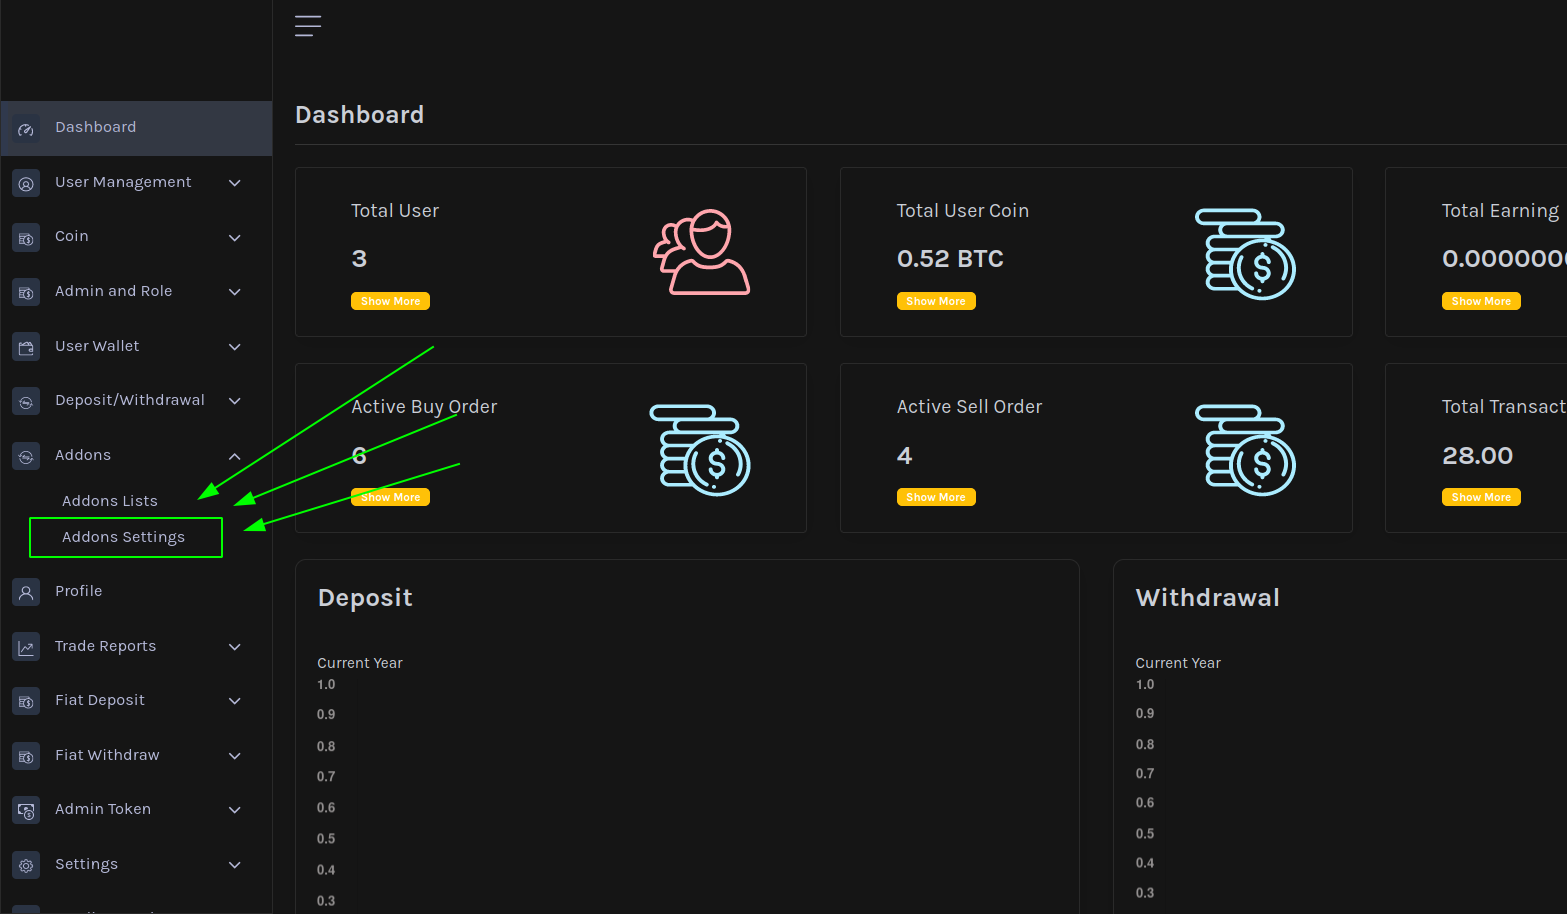 Dashboard
User Management
Coin
Admin and Role
User Wallet
Deposit/Withdrawal
Addons
Addons Lists
Addons Settings
Profile
Trade Reports
Fiat Deposit
Fiat Withdraw
Admin Token
Settings
Dashboard
Total User
3
Show More
Total User Coin
0.52 BTC
Show More
Total Earning
0.0000000
Show More
Active Buy Order
6
Show More
Active Sell Order
4
Show More
Total Transact
28.00
Show More
Deposit
Current Year
1.0
0.9
0.8
0.7
0.6
0.5
0.4
0.3
Withdrawal
Current Year
1.0
0.9
0.8
0.7
0.6
0.5
0.4
0.3